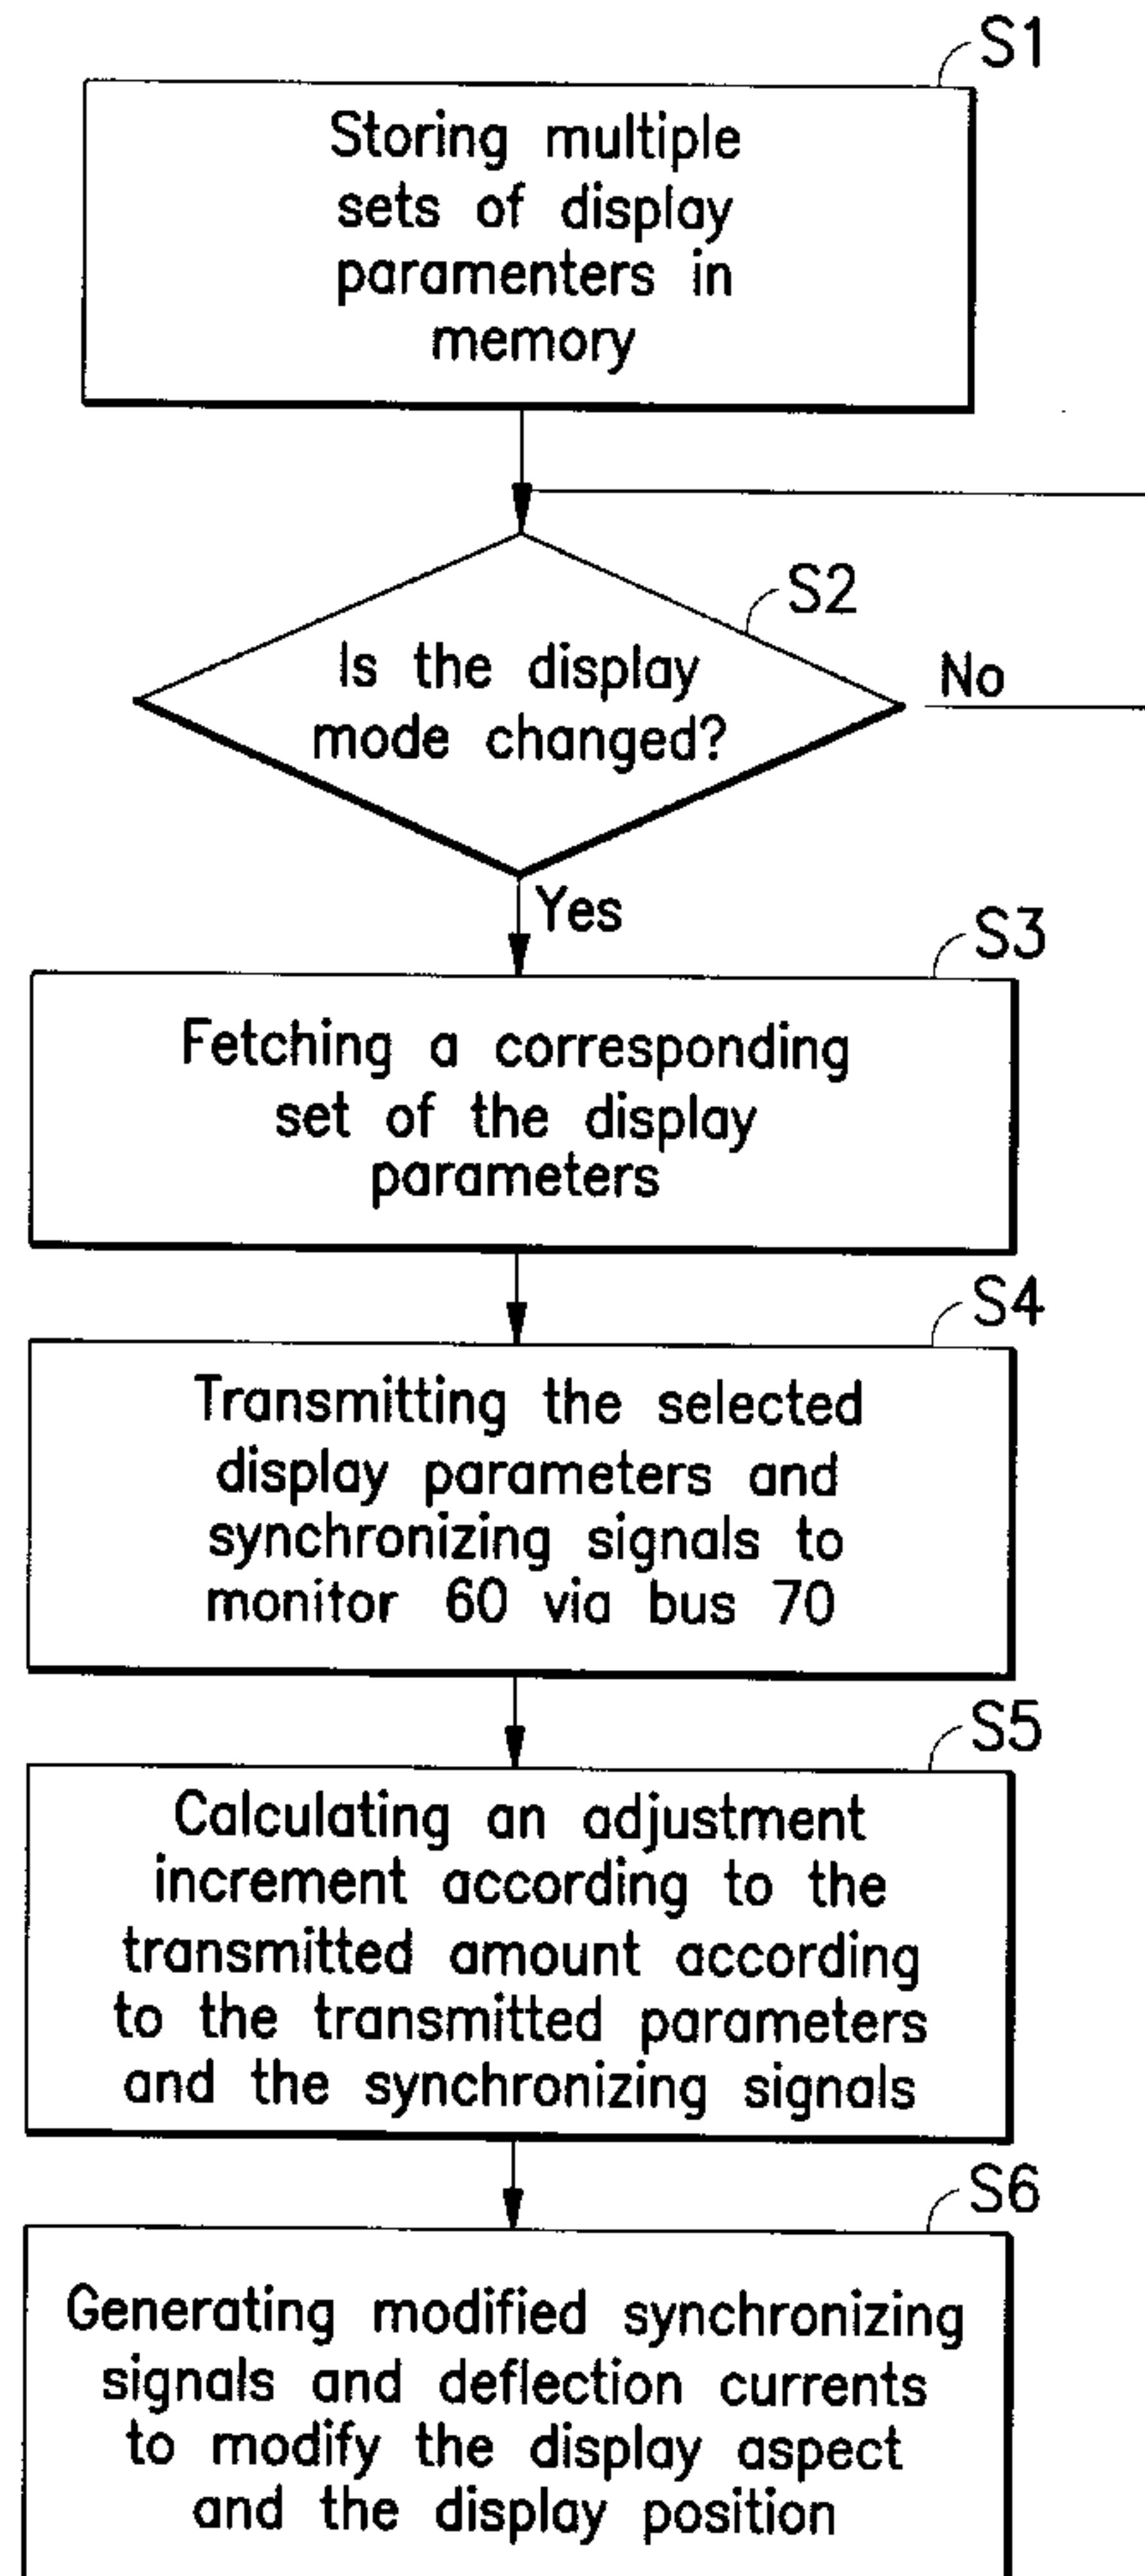 S1
Storing multiple
sets of display
paramenters in
memory
S2
Is the display
mode changed?
No
Yes
S3
Fetching a corresponding
set of the display
parameters
S4
Transmitting the selected
display parameters and
synchronizing signals to
monitor 60 via bus 70
S5
Calculating an adjustment
increment according to the
transmitted amount according
to the transmitted parameters
and the synchronizing signals
S6
Generating modified synchronizing
signals and deflection currents
to modify the display aspect
and the display position